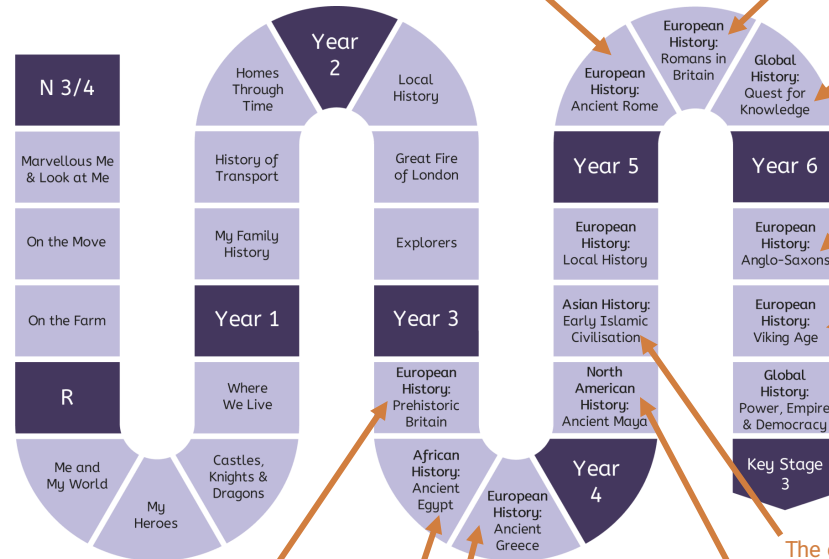 N 3/4
Marvellous Me
& Look at Me
On the Move
On the Farm
R
Me and
My World
My
Heroes
Castles,
Knights &
Dragons
Where
We Live
Year 1
My Family
History
History of
Transport
Homes
Through
Time
Year
2
Local
History
Great Fire
of London
Explorers
Year 3
European
History:
Prehistoric
Britain
African
History:
Ancient
Egypt
European
History:
Ancient
Greece
Year
4
North
American
History:
Ancient Maya
Asian History:
Early Islamic
Civilisation
European
History:
Local History
Year 5
European
History:
Ancient Rome
European
History:
Romans in
Britain
Global
History:
Quest for
Knowledge
Year 6
European
History:
Anglo-Saxons
European
History:
Viking Age
Global
History:
Power, Empire
& Democracy
Key Stage
3
The